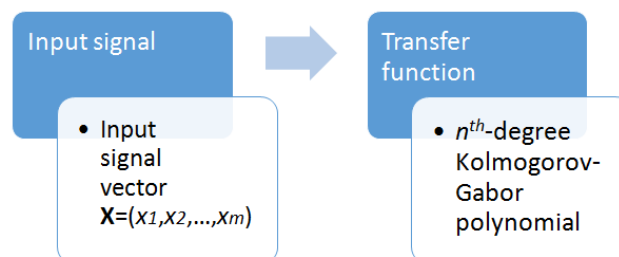 Input signal
• Input
signal
vector
X=(x1,x2,...,xm)
Transfer
function
• nth-degree
Kolmogorov-
Gabor
polynomial